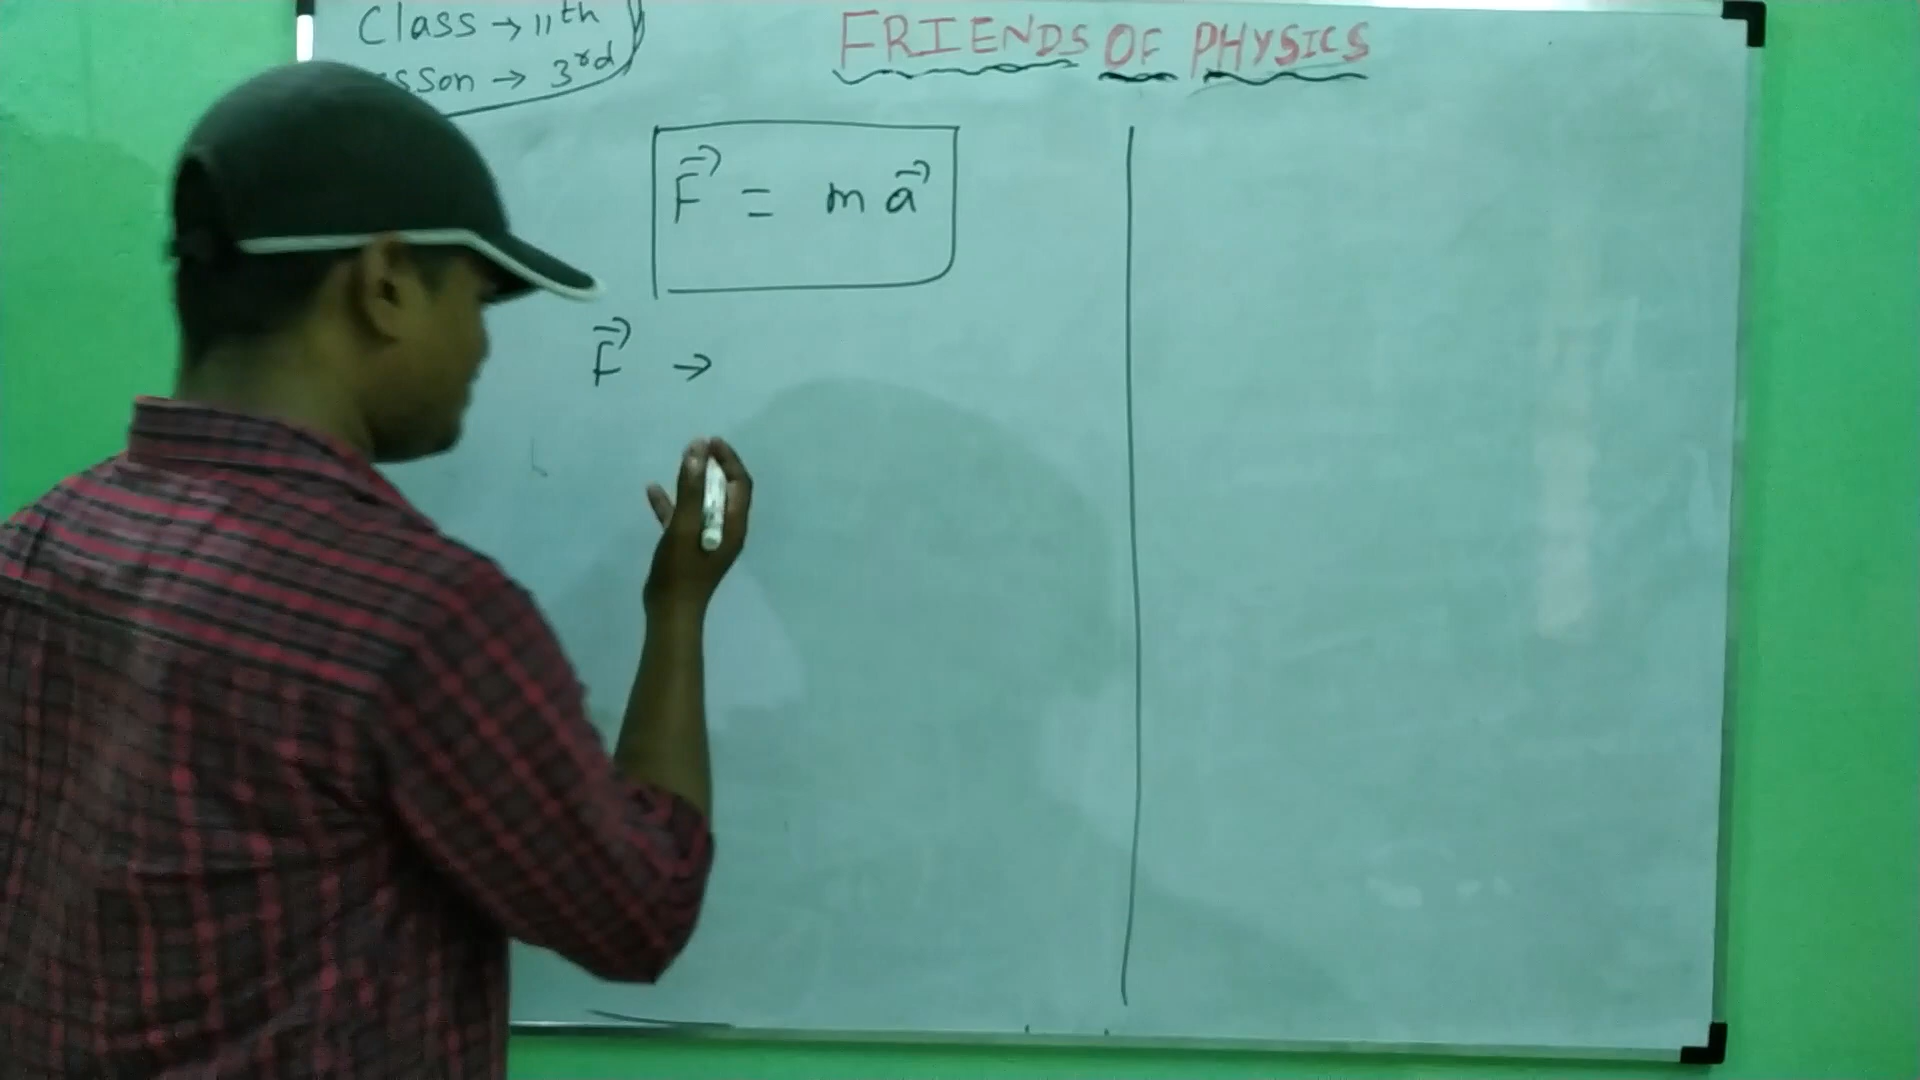 Class → 11th
sson → 3rd
FRIENDS OF PHYSICS
F⃗ = m a⃗
F⃗ →